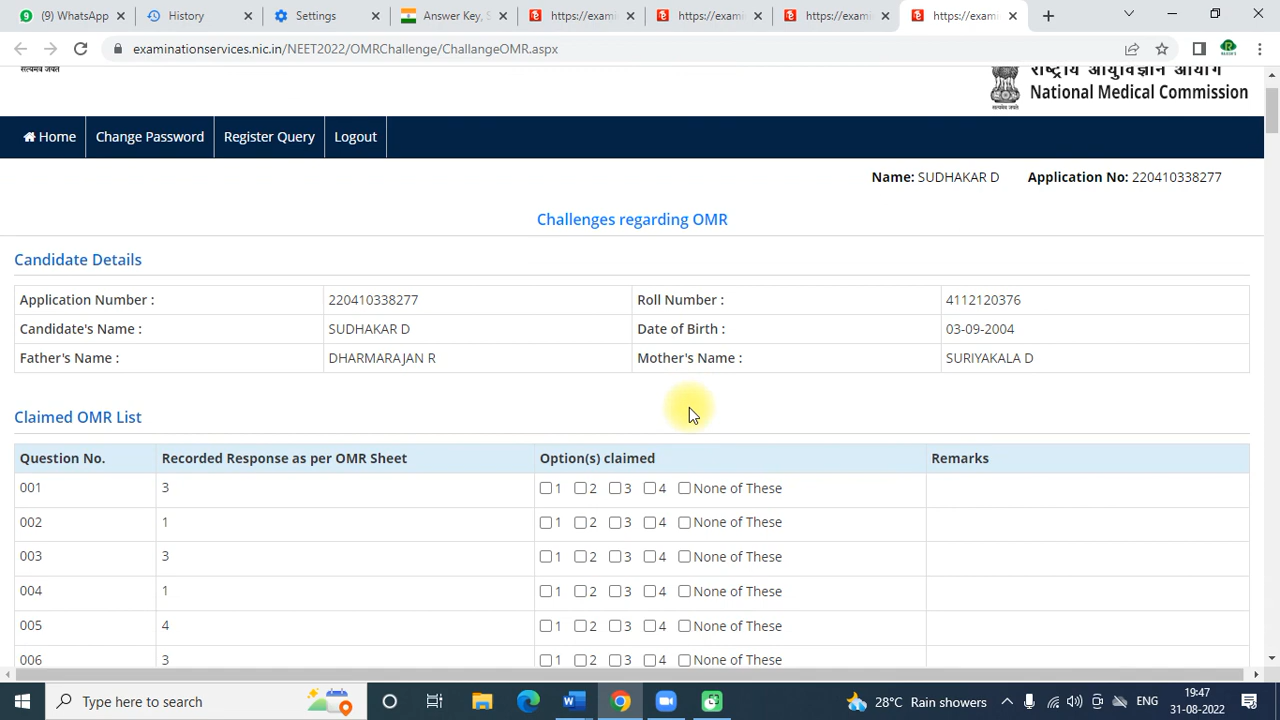 (9) WhatsApp
History
Settings
Answer Key, S
https://exami
https://exami
https://exami
https://exami
examinationservices.nic.in/NEET2022/OMRChallenge/ChallangeOMR.aspx
सत्यमेव जयते
राष्ट्रीय आयुर्विज्ञान आयोग
National Medical Commission
Home
Change Password
Register Query
Logout
Name: SUDHAKAR D Application No: 220410338277
Challenges regarding OMR
Candidate Details
Application Number : 220410338277 Roll Number : 4112120376
Candidate's Name : SUDHAKAR D Date of Birth : 03-09-2004
Father's Name : DHARMARAJAN R Mother's Name : SURIYAKALA D
Claimed OMR List
Question No. Recorded Response as per OMR Sheet Option(s) claimed Remarks
001 3 1 2 3 4 None of These
002 1 1 2 3 4 None of These
003 3 1 2 3 4 None of These
004 1 1 2 3 4 None of These
005 4 1 2 3 4 None of These
006 3 1 2 3 4 None of These
Type here to search
28°C Rain showers
ENG
19:47
31-08-2022